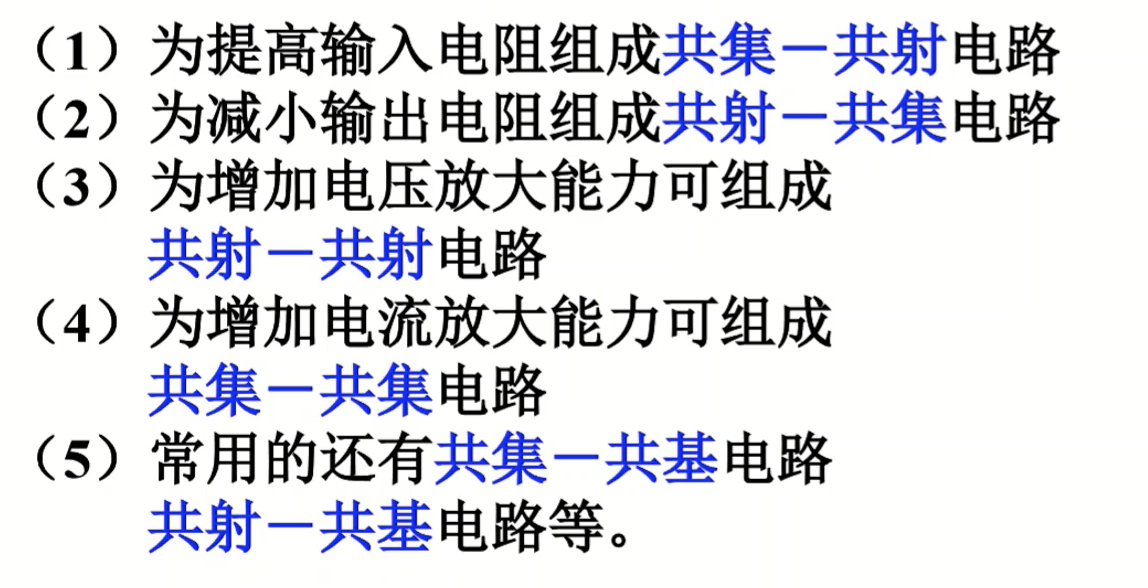 （1）为提高输入电阻组成共集－共射电路
（2）为减小输出电阻组成共射－共集电路
（3）为增加电压放大能力可组成
共射－共射电路
（4）为增加电流放大能力可组成
共集－共集电路
（5）常用的还有共集－共基电路
共射－共基电路等。